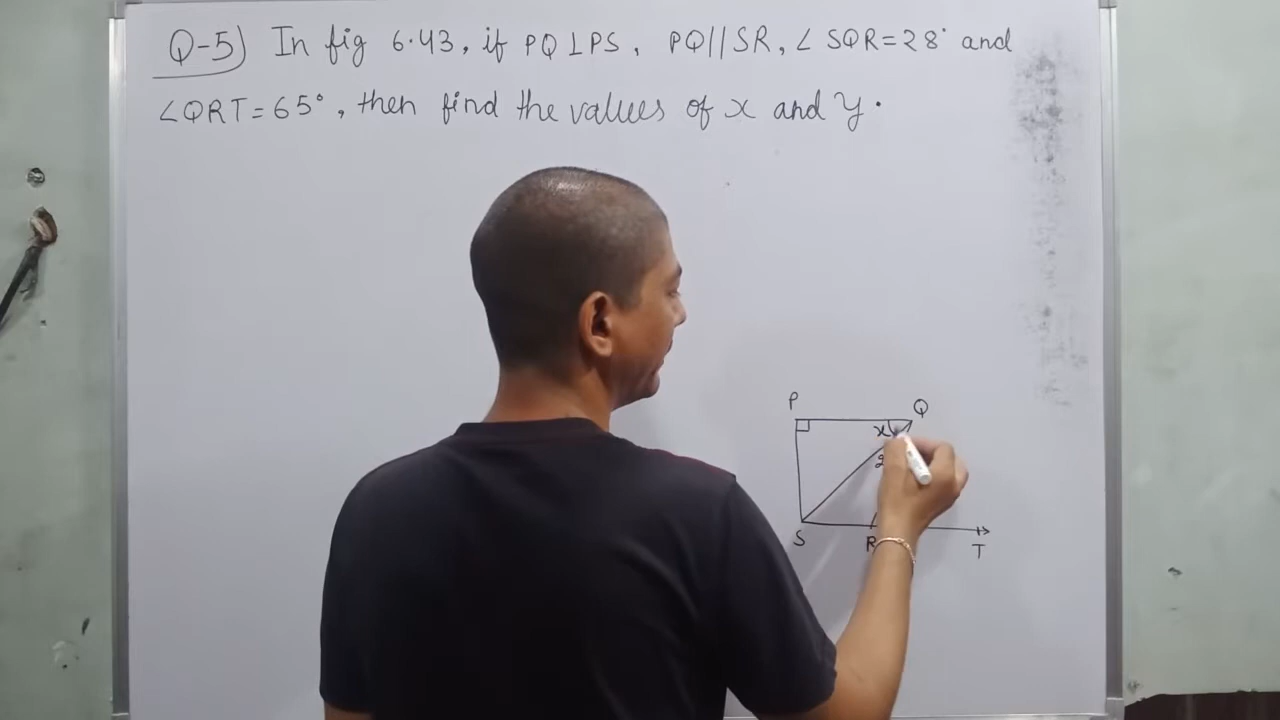 Q-5) In fig 6.43, if PQ⊥PS, PQ||SR, ∠SQR=28° and
∠QRT=65°, then find the values of x and y.
P
Q
x
2
S
R
T